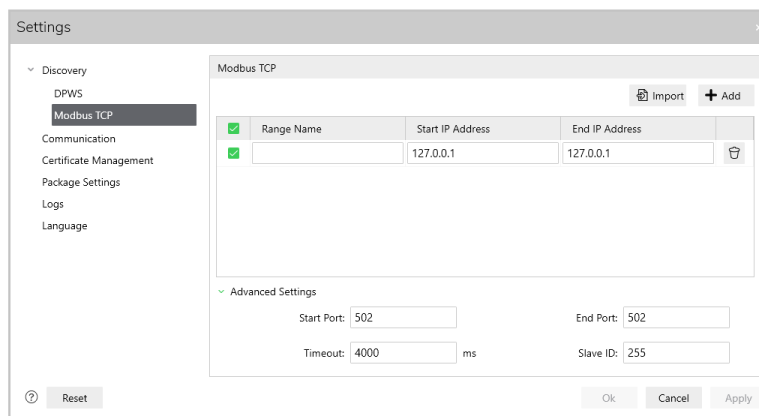 Settings
Discovery
DPWS
Modbus TCP
Communication
Certificate Management
Package Settings
Logs
Language
Modbus TCP
Import Add
Range Name Start IP Address End IP Address
127.0.0.1 127.0.0.1
Advanced Settings
Start Port: 502 End Port: 502
Timeout: 4000 ms Slave ID: 255
? Reset Ok Cancel Apply